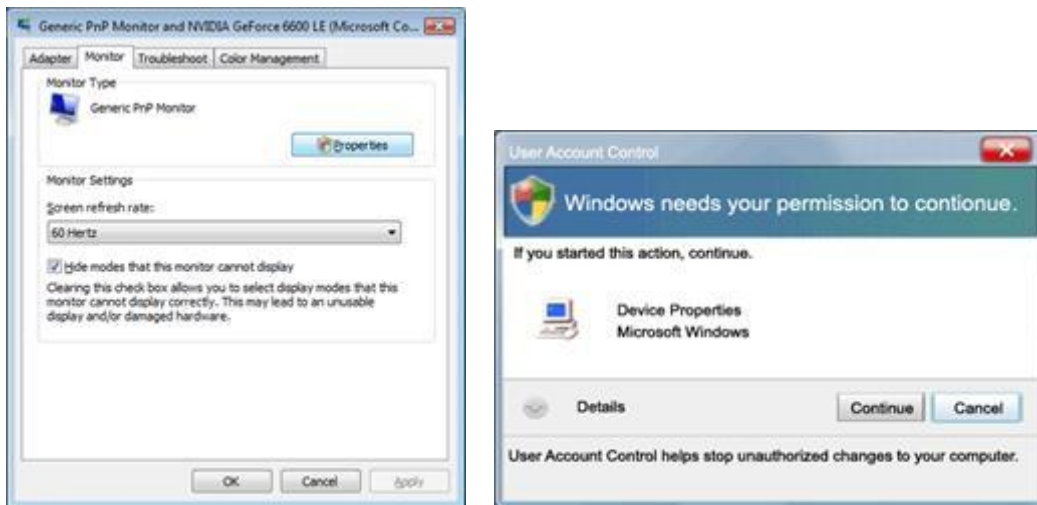 Generic PnP Monitor and NVIDIA GeForce 6600 LE (Microsoft Co...
Adapter Monitor Troubleshoot Color Management
Monitor Type
Generic PnP Monitor
Properties
Monitor Settings
Screen refresh rate:
60 Hertz
Hide modes that this monitor cannot display
Clearing this check box allows you to select display modes that this
monitor cannot display correctly. This may lead to an unusable
display and/or damaged hardware.
OK Cancel Apply
User Account Control
Windows needs your permission to contionue.
If you started this action, continue.
Device Properties
Microsoft Windows
Details Continue Cancel
User Account Control helps stop unauthorized changes to your computer.